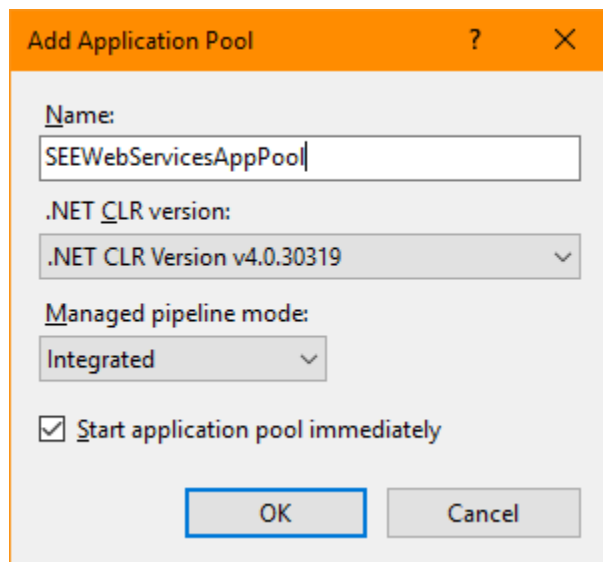 Add Application Pool ?
Name:
SEEWebServicesAppPool
.NET CLR version:
.NET CLR Version v4.0.30319
Managed pipeline mode:
Integrated
Start application pool immediately
OK Cancel